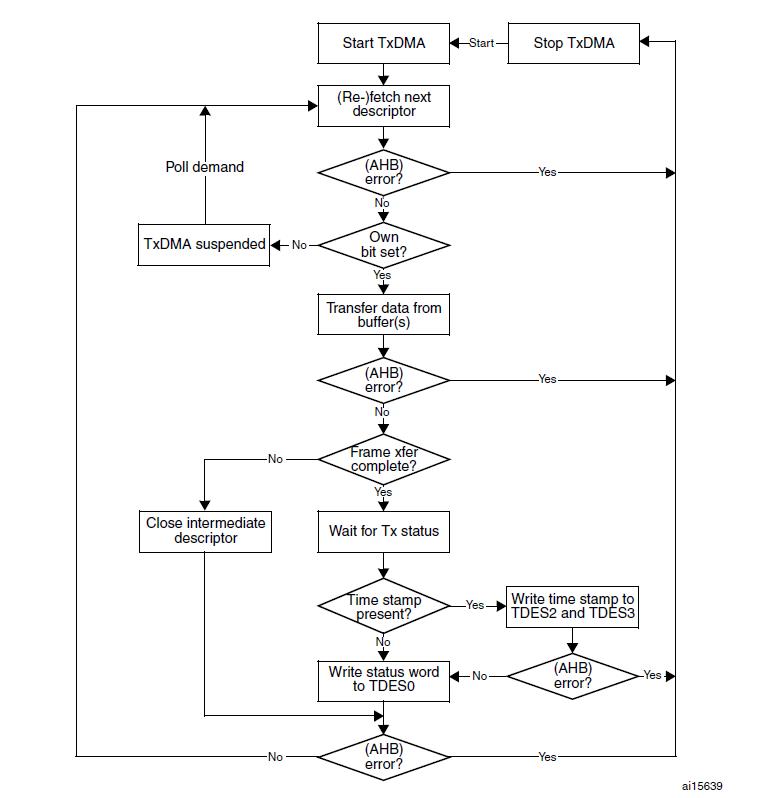 Start TxDMA
Start
Stop TxDMA
(Re-)fetch next
descriptor
Poll demand
(AHB)
error?
Yes
No
TxDMA suspended
No
Own
bit set?
Yes
Transfer data from
buffer(s)
(AHB)
error?
Yes
No
No
Frame xfer
complete?
Yes
Close intermediate
descriptor
Wait for Tx status
Time stamp
present?
Yes
Write time stamp to
TDES2 and TDES3
No
Write status word
to TDES0
No
(AHB)
error?
Yes
No
(AHB)
error?
Yes
ai15639